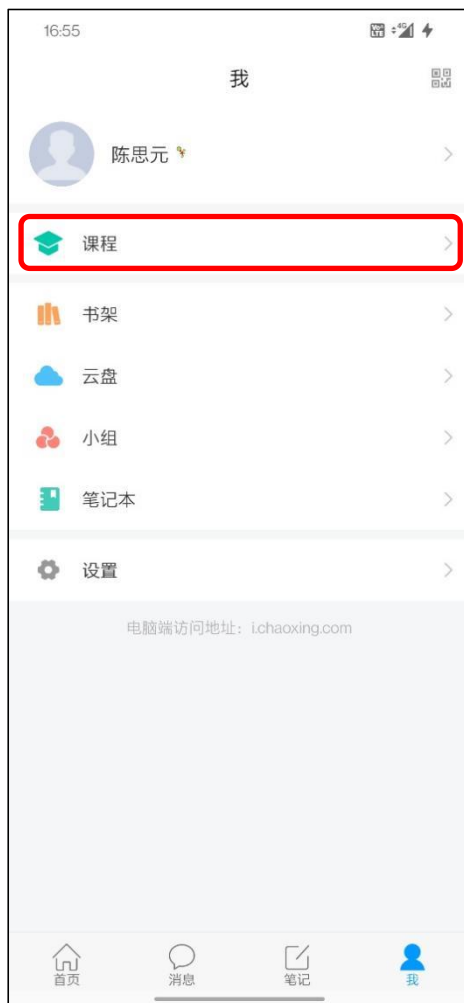 16:55
4G
我
陈思元
课程
书架
云盘
小组
笔记本
设置
电脑端访问地址：i.chaoxing.com
首页
消息
笔记
我